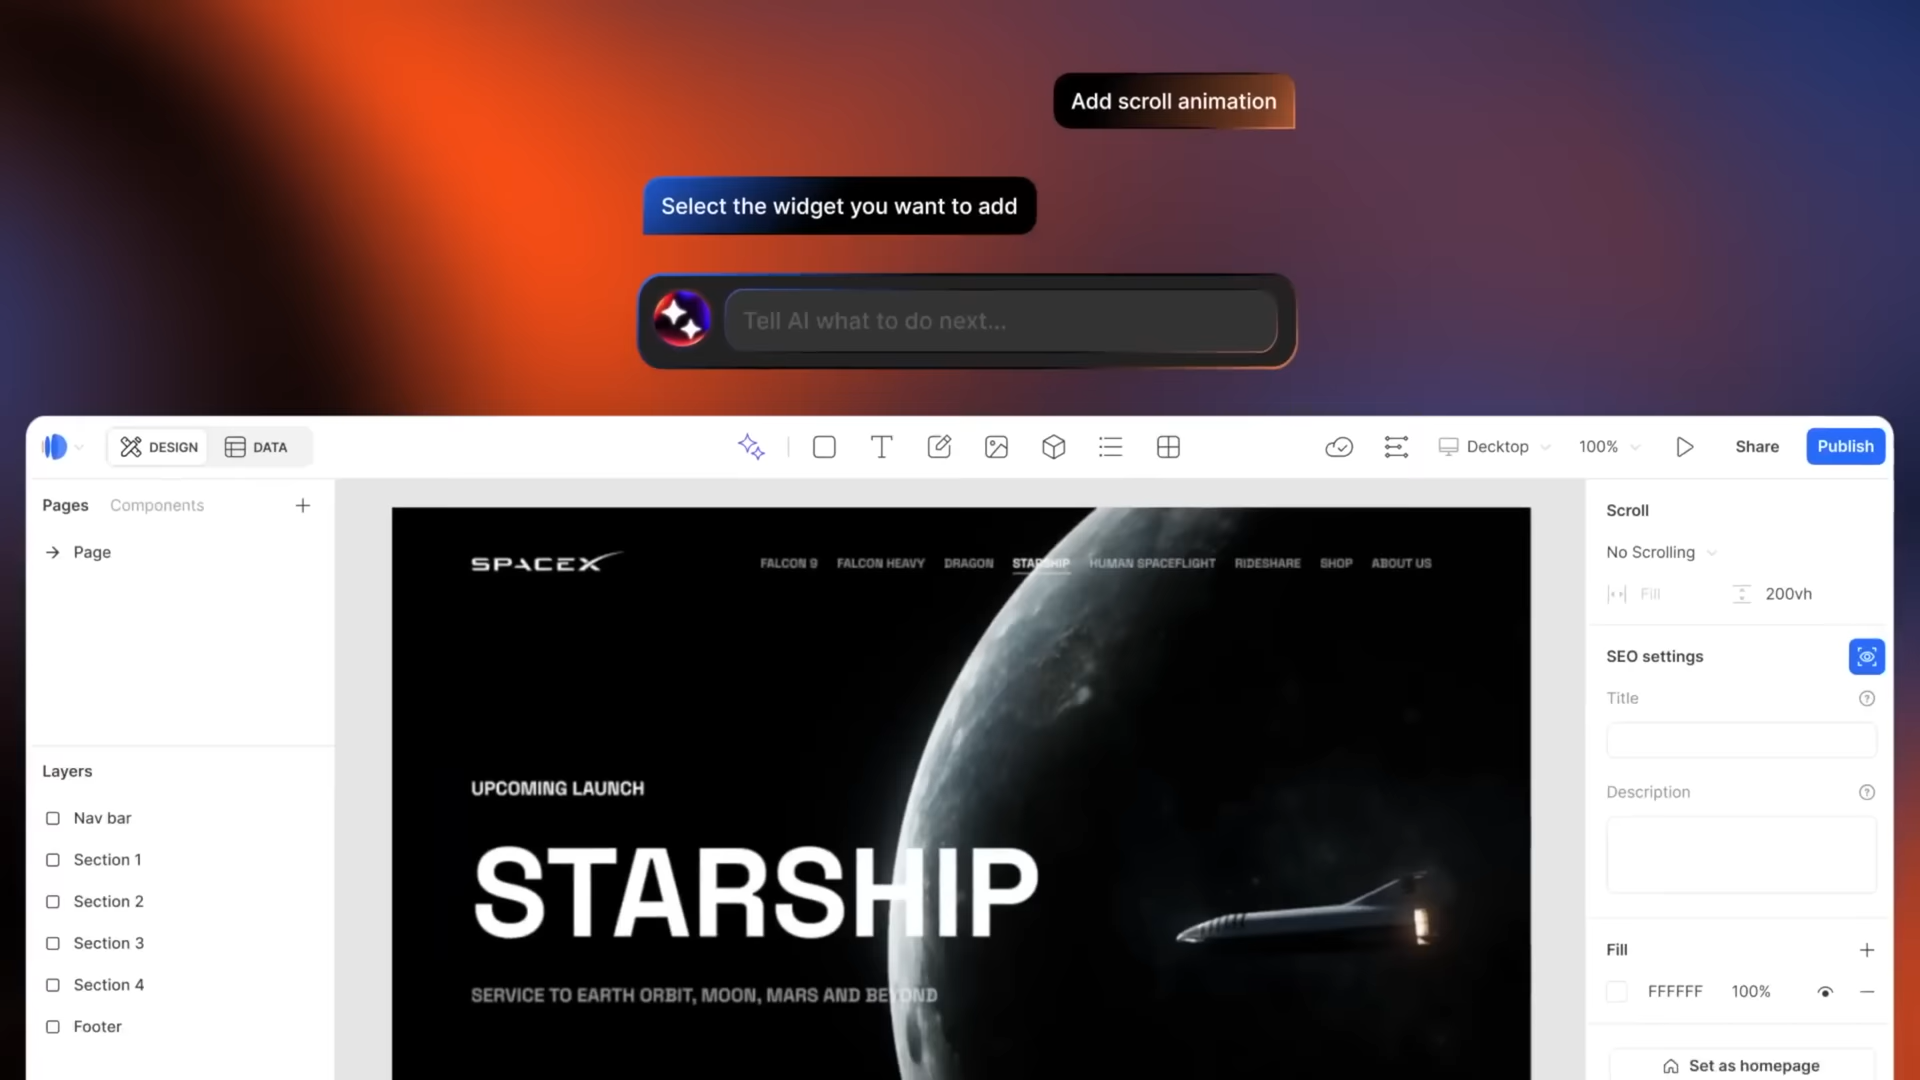 Add scroll animation
Select the widget you want to add
Tell AI what to do next...
DESIGN DATA
Decktop 100% Share Publish
Pages Components
Page
Layers
Nav bar
Section 1
Section 2
Section 3
Section 4
Footer
SPACEX FALCON 9 FALCON HEAVY DRAGON STARSHIP HUMAN SPACEFLIGHT RIDESHARE SHOP ABOUT US
UPCOMING LAUNCH
STARSHIP
SERVICE TO EARTH ORBIT, MOON, MARS AND BEYOND
Scroll
No Scrolling
Fill 200vh
SEO settings
Title
Description
Fill
FFFFFF 100%
Set as homepage